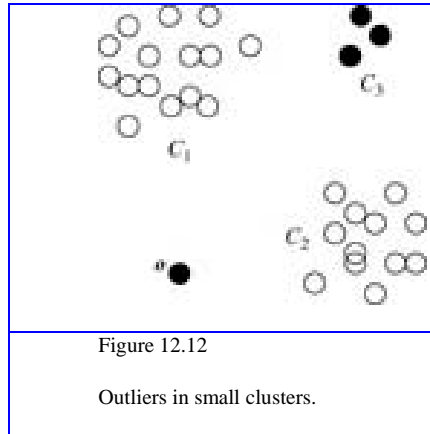 C3
C1
C2
o
Figure 12.12
Outliers in small clusters.